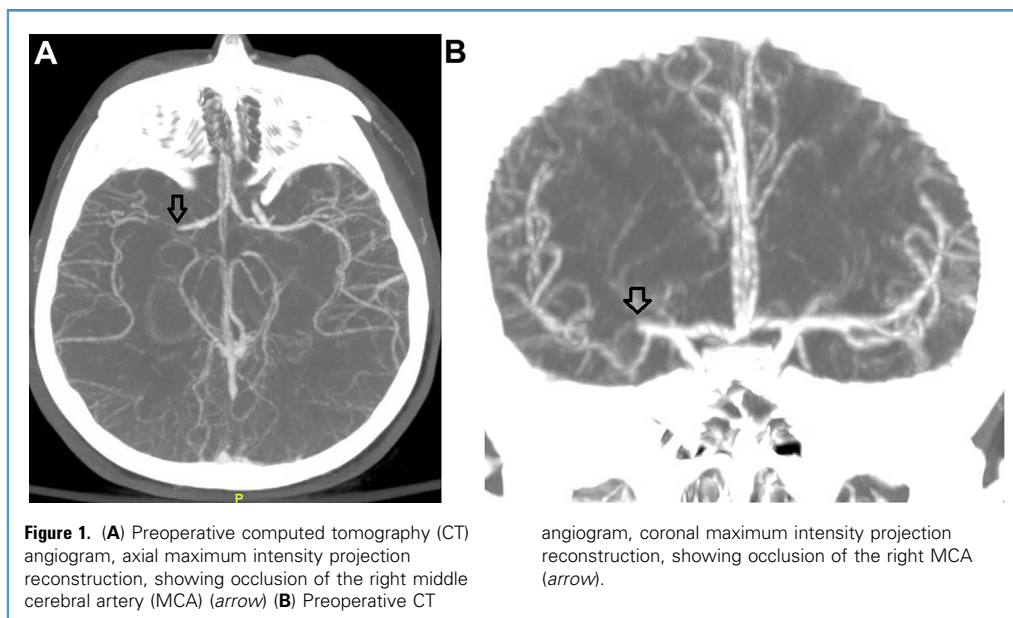 A
B
P
Figure 1. (A) Preoperative computed tomography (CT)
angiogram, axial maximum intensity projection
reconstruction, showing occlusion of the right middle
cerebral artery (MCA) (arrow) (B) Preoperative CT
angiogram, coronal maximum intensity projection
reconstruction, showing occlusion of the right MCA
(arrow).